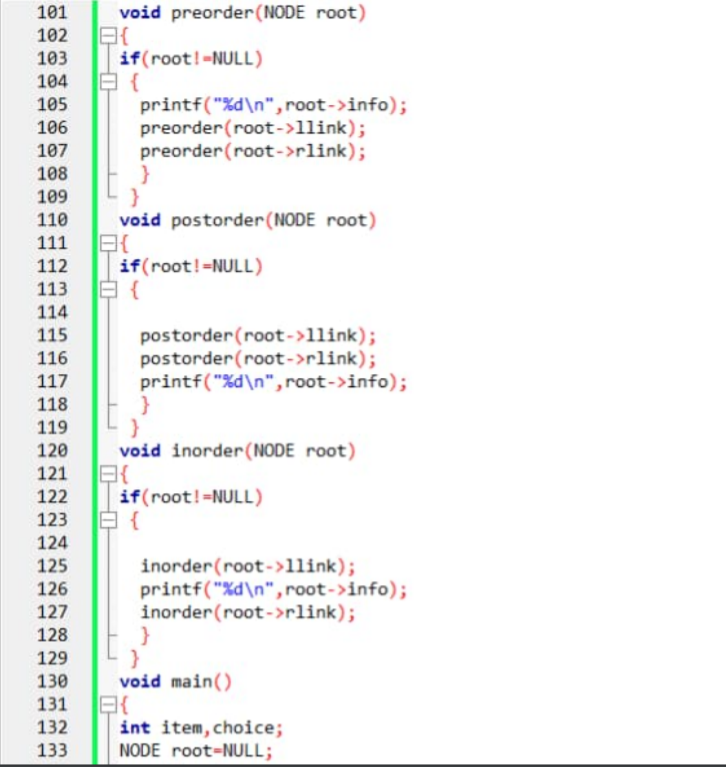 101 void preorder(NODE root)
102 {
103 if(root!=NULL)
104 {
105 printf("%d\n",root->info);
106 preorder(root->llink);
107 preorder(root->rlink);
108 }
109 }
110 void postorder(NODE root)
111 {
112 if(root!=NULL)
113 {
114
115 postorder(root->llink);
116 postorder(root->rlink);
117 printf("%d\n",root->info);
118 }
119 }
120 void inorder(NODE root)
121 {
122 if(root!=NULL)
123 {
124
125 inorder(root->llink);
126 printf("%d\n",root->info);
127 inorder(root->rlink);
128 }
129 }
130 void main()
131 {
132 int item,choice;
133 NODE root=NULL;